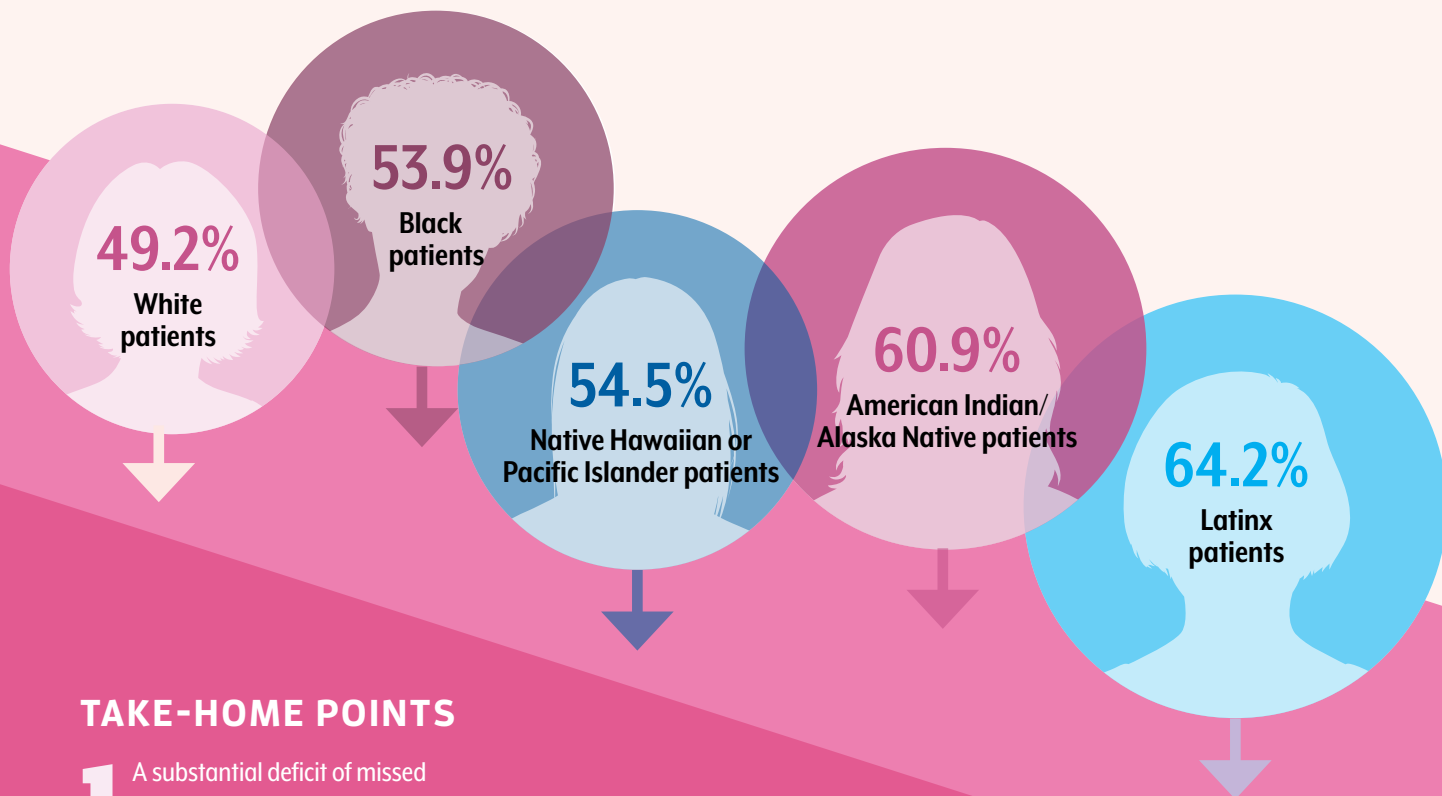 49.2%
White
patients
53.9%
Black
patients
54.5%
Native Hawaiian or
Pacific Islander patients
60.9%
American Indian/
Alaska Native patients
64.2%
Latinx
patients
TAKE-HOME POINTS
1 A substantial deficit of missed